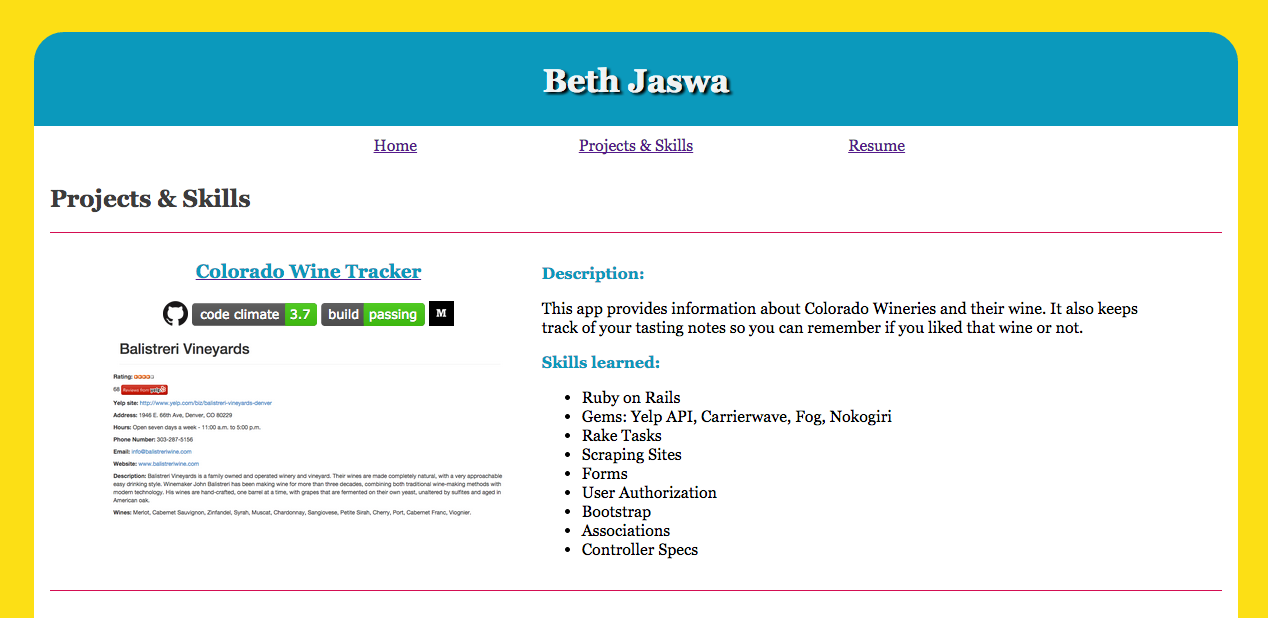 Beth Jaswa
Home Projects & Skills Resume
Projects & Skills
Colorado Wine Tracker
code climate 3.7 build passing M
Balistreri Vineyards
Rating:
68 Reviews from yelp
Yelp site: http://www.yelp.com/biz/balistreri-vineyards-denver
Address: 1946 E. 66th Ave, Denver, CO 80229
Hours: Open seven days a week - 11:00 a.m. to 5:00 p.m.
Phone Number: 303-287-5156
Email: info@balistreriwine.com
Website: www.balistreriwine.com
Description: Balistreri Vineyards is a family owned and operated winery and vineyard. Their wines are made completely natural, with a very approachable
easy drinking style. Winemaker John Balistreri has been making wine for more than three decades, combining both traditional wine-making methods with
modern technology. His wines are hand-crafted, one barrel at a time, with grapes that are fermented on their own yeast, unaltered by sulfites and aged in
American oak.
Wines: Merlot, Cabernet Sauvignon, Zinfandel, Syrah, Muscat, Chardonnay, Sangiovese, Petite Sirah, Cherry, Port, Cabernet Franc, Viognier.
Description:
This app provides information about Colorado Wineries and their wine. It also keeps
track of your tasting notes so you can remember if you liked that wine or not.
Skills learned:
• Ruby on Rails
• Gems: Yelp API, Carrierwave, Fog, Nokogiri
• Rake Tasks
• Scraping Sites
• Forms
• User Authorization
• Bootstrap
• Associations
• Controller Specs